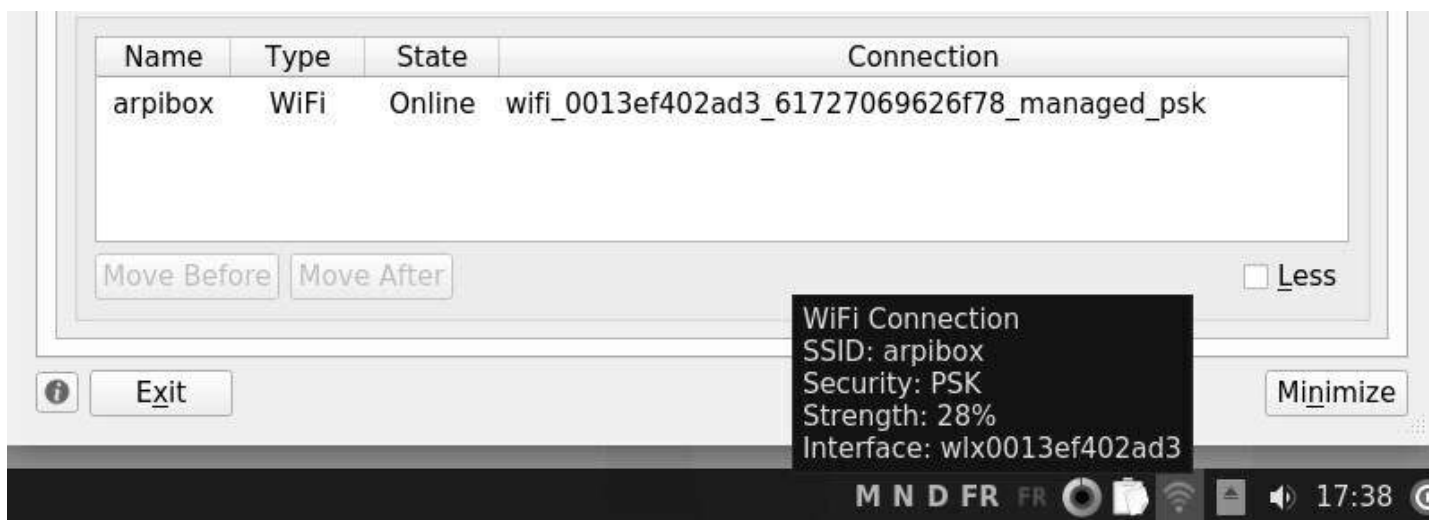 Name Type State Connection
arpibox WiFi Online wifi_0013ef402ad3_61727069626f78_managed_psk
Move Before Move After Less
WiFi Connection
SSID: arpibox
Security: PSK
Strength: 28%
Interface: wlx0013ef402ad3
Exit Minimize
M N D FR FR 17:38